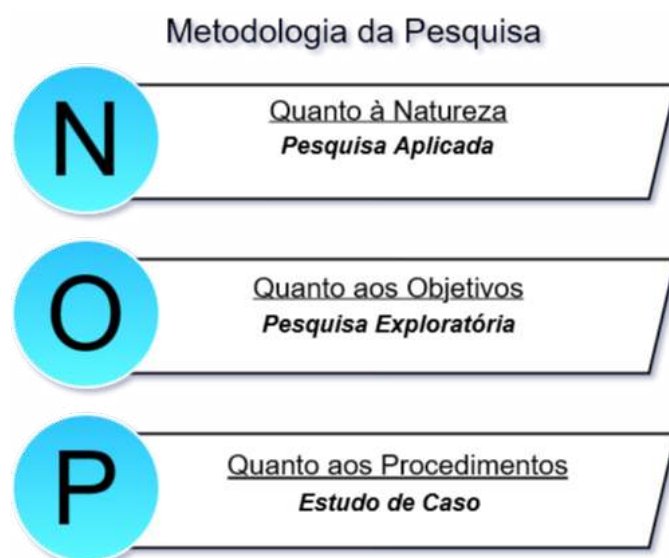 Metodologia da Pesquisa
N
Quanto à Natureza
Pesquisa Aplicada
O
Quanto aos Objetivos
Pesquisa Exploratória
P
Quanto aos Procedimentos
Estudo de Caso